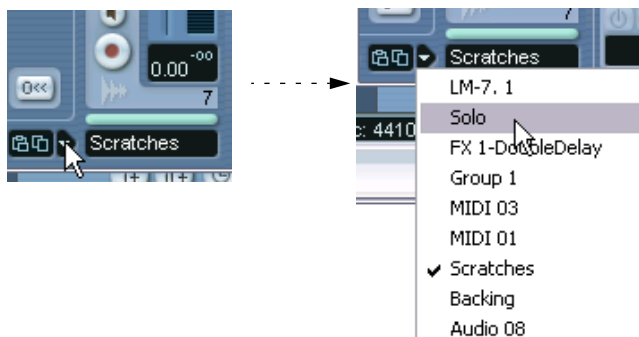 -oo
0.00
0<<
7
Scratches
7
Scratches
LM-7. 1
: 4410
Solo
FX 1-DoubleDelay
Group 1
MIDI 03
MIDI 01
Scratches
Backing
Audio 08